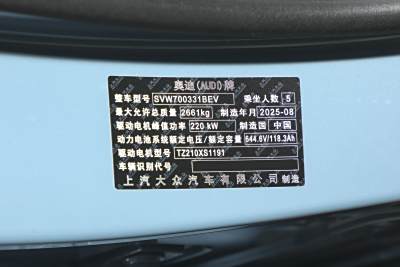 奥迪(AUDI)牌
整车型号 SVW700331BEV 乘坐人数 5
最大允许总质量 2661kg 制造年月 2025-08
驱动电机峰值功率 220 kW 制造国 中国
动力电池系统额定电压/额定容量 644.6V/118.3Ah
驱动电机型号 TZ210XS1191
车辆识别代号
上汽大众汽车有限公司制造